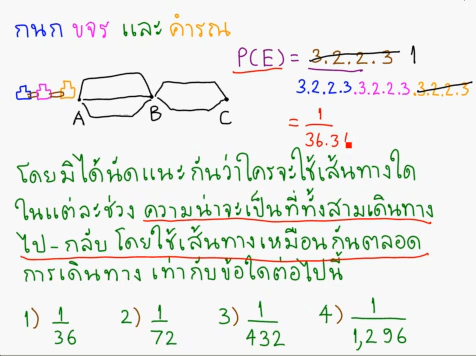 กนก ขจร และ คำรณ
P(E) = 3.2.2.3 1
3.2.2.3.3.2.2.3.3.2.2.3
= 1
36.36
A B C
โดยมิได้นัดแนะกันว่าใครจะใช้เส้นทางใด
ในแต่ละช่วง ความน่าจะเป็นที่ทั้งสามเดินทาง
ไป-กลับ โดยใช้เส้นทางเหมือนกันตลอด
การเดินทาง เท่ากับข้อใดต่อไปนี้
1) 1/36 2) 1/72 3) 1/432 4) 1/1,296